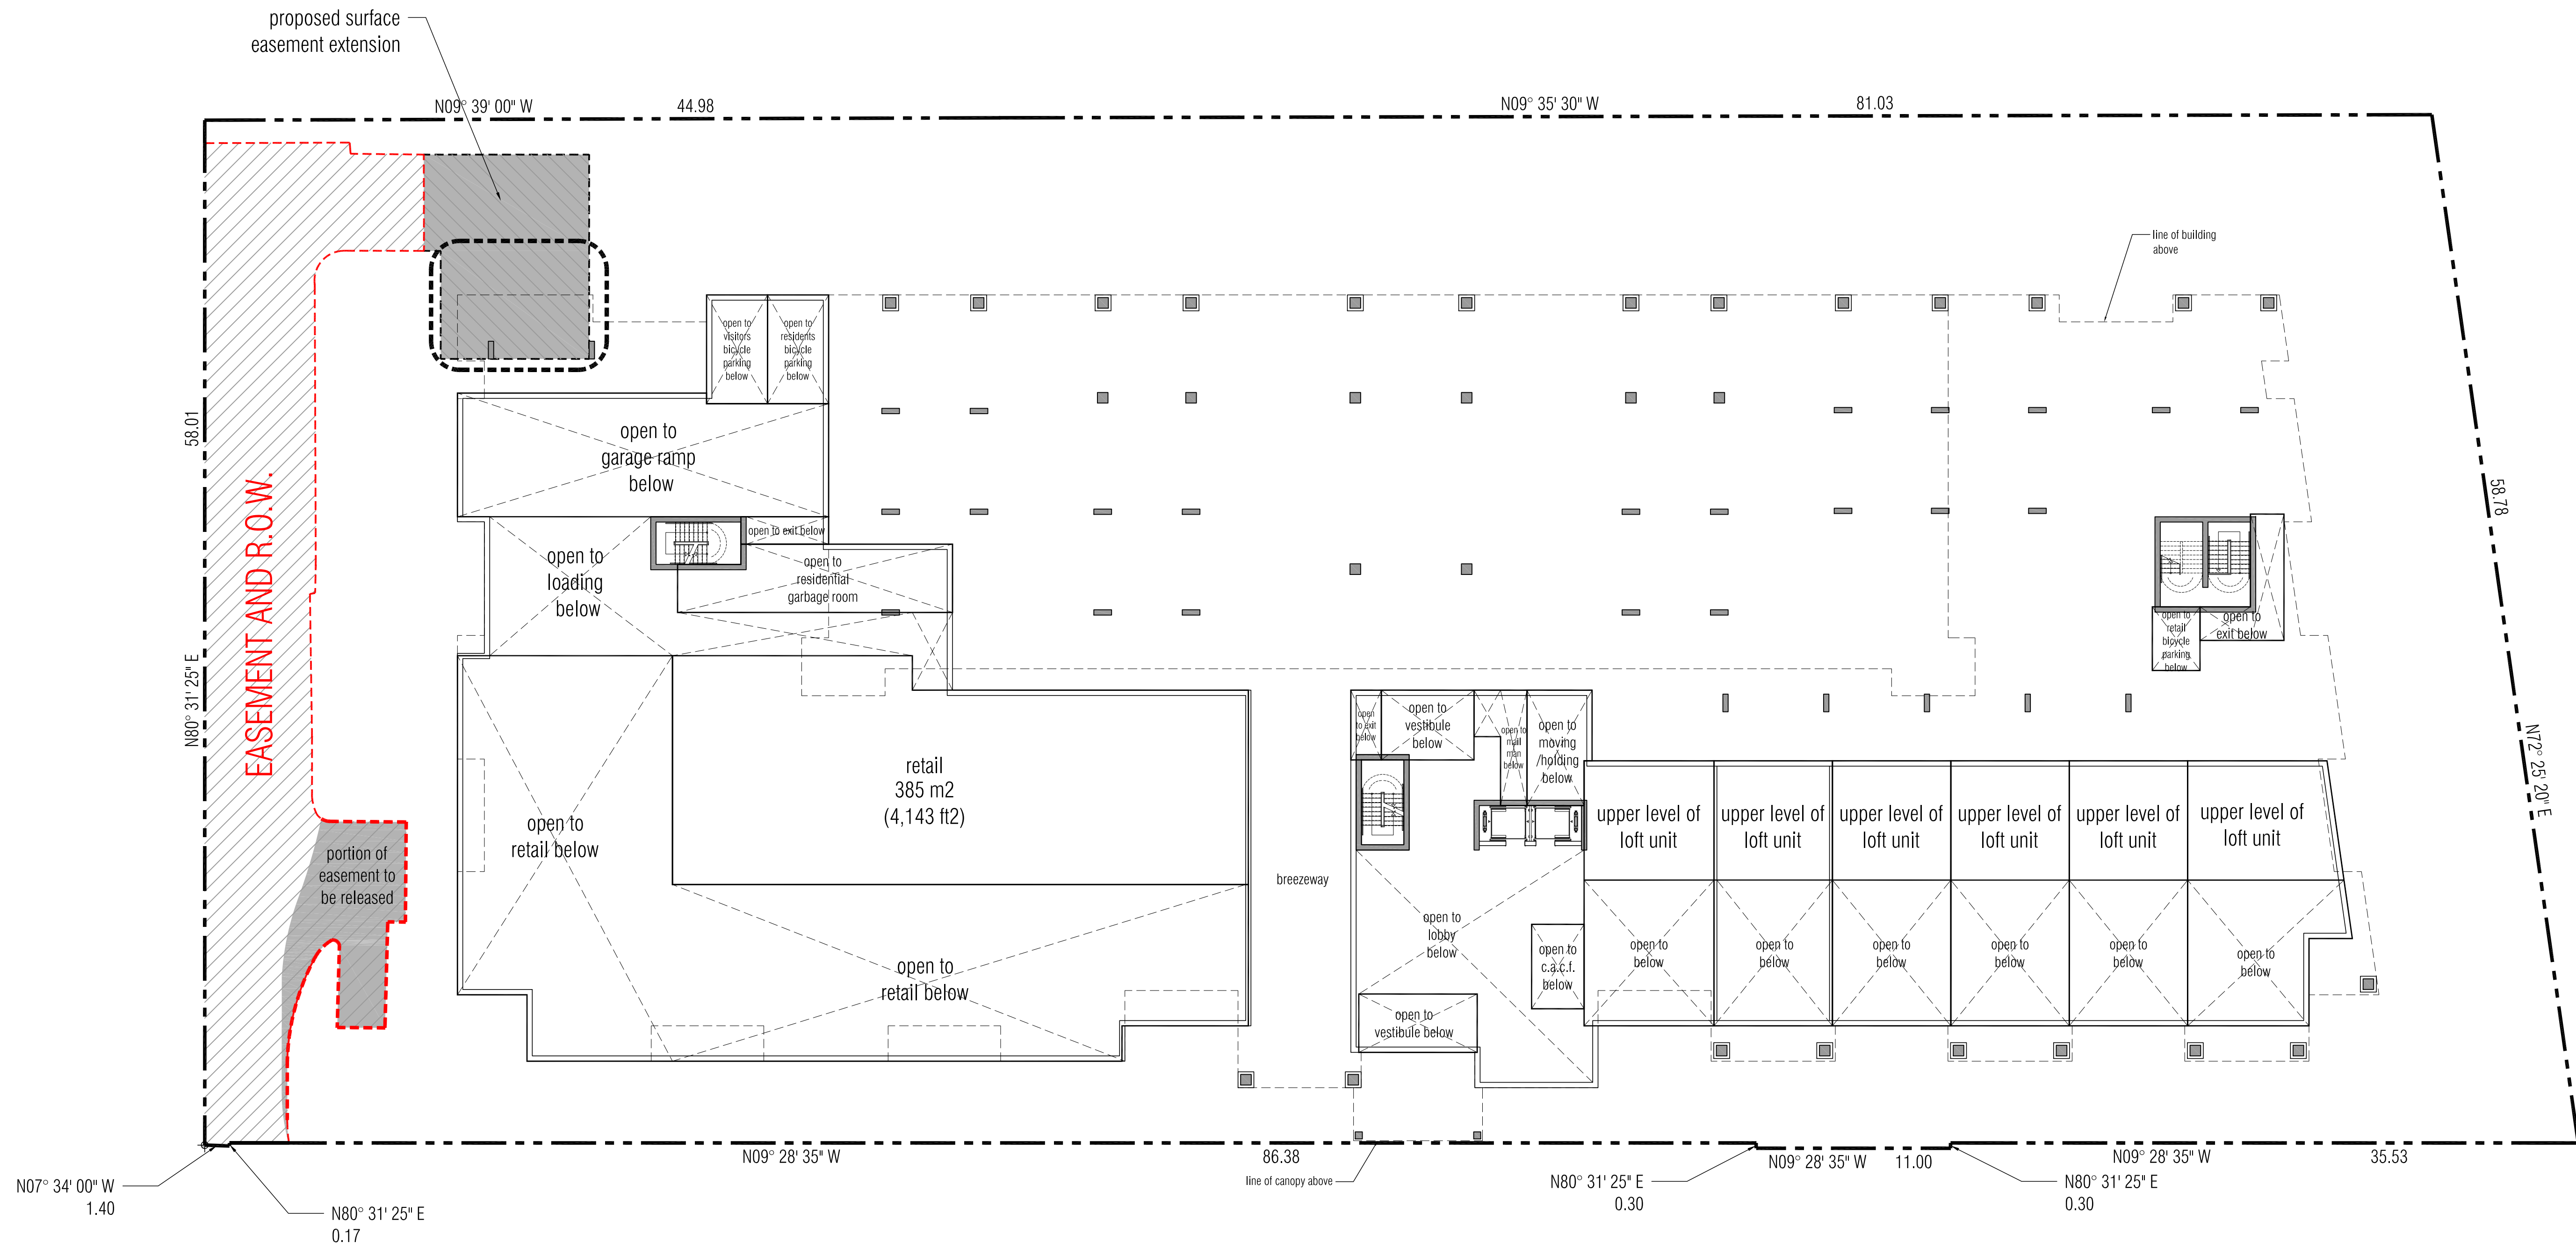 proposed surface
easement extension
N09° 39' 00" W
44.98
N09° 35' 30" W
81.03
line of building
above
58.01
N80° 31' 25" E
EASEMENT AND R.O.W.
58.78
N72° 25' 20" E
open to
visitors
bicycle
parking
below
open to
residents
bicycle
parking
below
open to
garage ramp
below
open to exit below
open to
loading
below
open to
residential
garbage room
open to
retail
bicycle
parking
below
open to
exit below
open
to exit
below
open to
vestibule
below
open to
mail
man
below
open to
moving
/holding
below
retail
385 m2
(4,143 ft2)
open to
retail below
upper level of
loft unit
upper level of
loft unit
upper level of
loft unit
upper level of
loft unit
upper level of
loft unit
upper level of
loft unit
portion of
easement to
be released
breezeway
open to
lobby
below
open to
c.a.c.f.
below
open to
below
open to
below
open to
below
open to
below
open to
below
open to
below
open to
retail below
open to
vestibule below
N09° 28' 35" W
86.38
line of canopy above
N09° 28' 35" W
11.00
N09° 28' 35" W
35.53
N07° 34' 00" W
1.40
N80° 31' 25" E
0.17
N80° 31' 25" E
0.30
N80° 31' 25" E
0.30